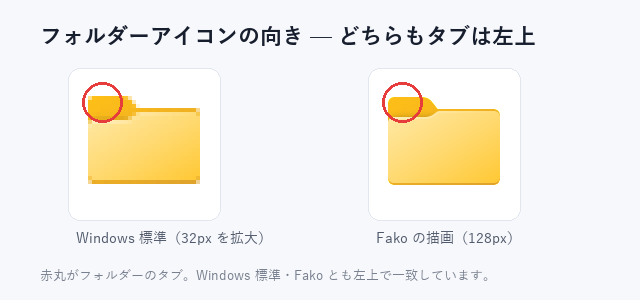 フォルダーアイコンの向き — どちらもタブは左上
Windows 標準（32px を拡大）
Fako の描画（128px）
赤丸がフォルダーのタブ。Windows 標準・Fako とも左上で一致しています。